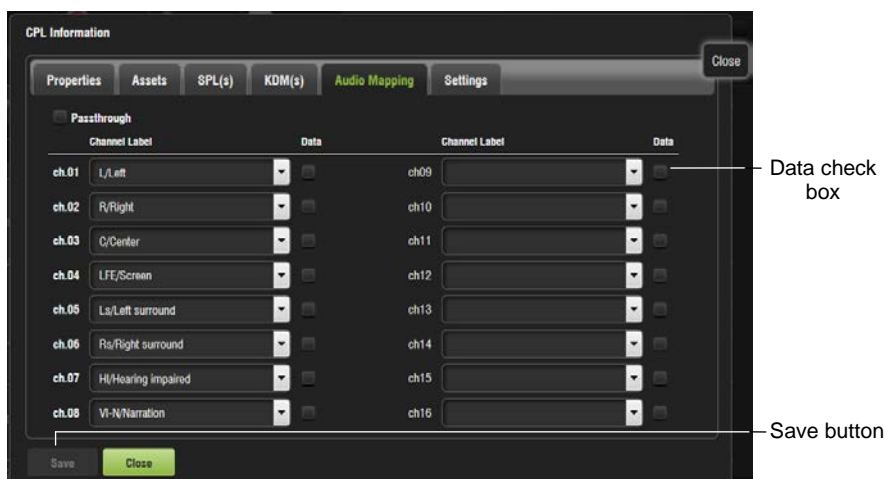 CPL Information
Close
Properties Assets SPL(s) KDM(s) Audio Mapping Settings
Passthrough
Channel Label Data Channel Label Data
ch.01 L/Left ch09
ch.02 R/Right ch10
ch.03 C/Center ch11
ch.04 LFE/Screen ch12
ch.05 Ls/Left surround ch13
ch.06 Rs/Right surround ch14
ch.07 HI/Hearing impaired ch15
ch.08 VI-N/Narration ch16
Save Close
Data check
box
Save button